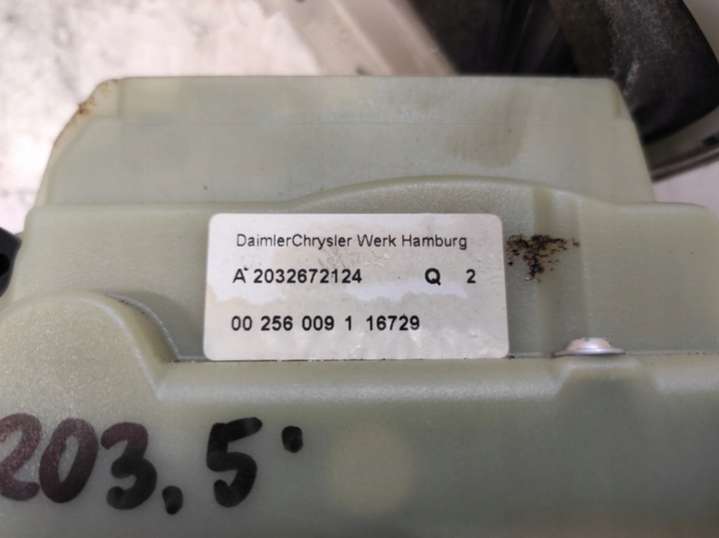 DaimlerChrysler Werk Hamburg
A* 2032672124 Q 2
00 256 009 1 16729
203,5·